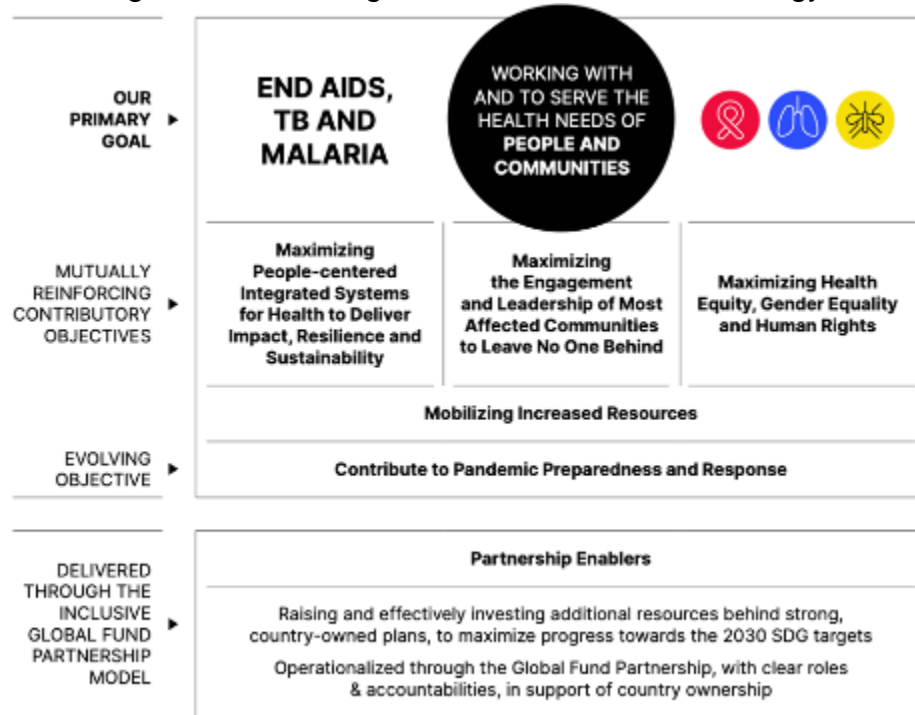 OUR
PRIMARY
GOAL
END AIDS,
TB AND
MALARIA
WORKING WITH
AND TO SERVE THE
HEALTH NEEDS OF
PEOPLE AND
COMMUNITIES
MUTUALLY
REINFORCING
CONTRIBUTORY
OBJECTIVES
Maximizing
People-centered
Integrated Systems
for Health to Deliver
Impact, Resilience and
Sustainability
Maximizing
the Engagement
and Leadership of Most
Affected Communities
to Leave No One Behind
Maximizing Health
Equity, Gender Equality
and Human Rights
Mobilizing Increased Resources
EVOLVING
OBJECTIVE
Contribute to Pandemic Preparedness and Response
DELIVERED
THROUGH THE
INCLUSIVE
GLOBAL FUND
PARTNERSHIP
MODEL
Partnership Enablers
Raising and effectively investing additional resources behind strong,
country-owned plans, to maximize progress towards the 2030 SDG targets
Operationalized through the Global Fund Partnership, with clear roles
& accountabilities, in support of country ownership